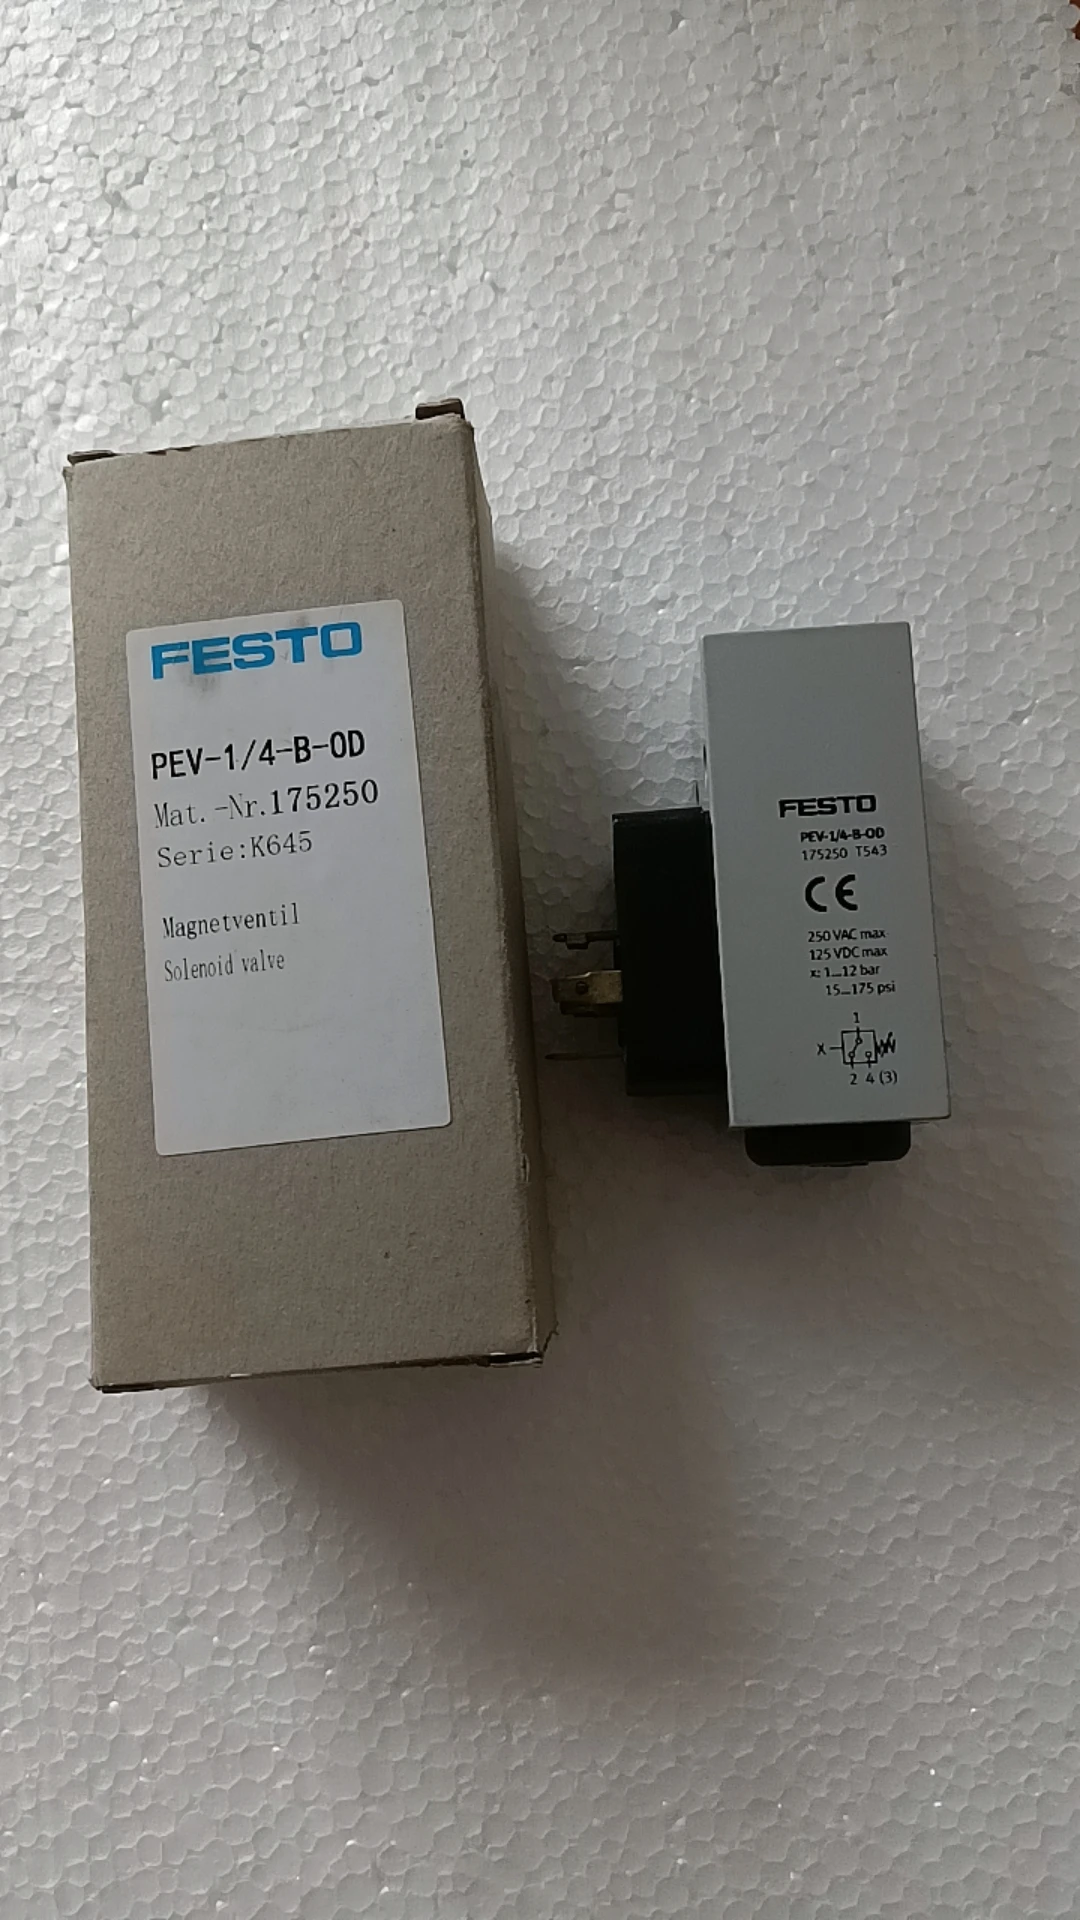 FESTO
PEV-1/4-B-OD
Mat.-Nr.175250
Serie:K645
Magnetventil
Solenoid valve
FESTO
PEV-1/4-B-OD
175250 T543
CE
250 VAC max
125 VDC max
x: 1...12 bar
15...175 psi
1
X
2 4 (3)